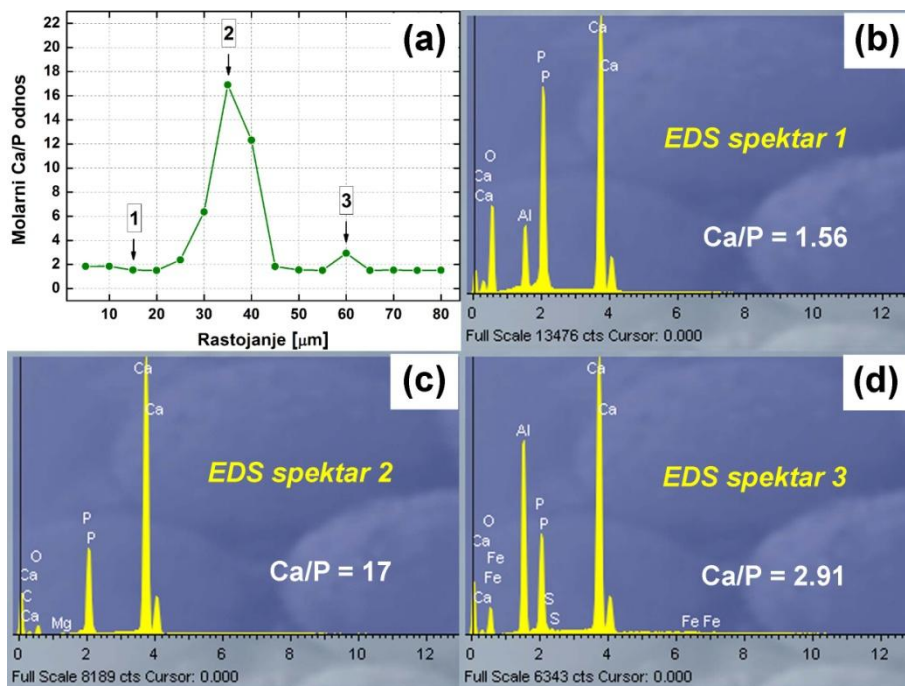 (a)
Molarni Ca/P odnos
22
20
18
16
14
12
10
8
6
4
2
0
1
2
3
10 20 30 40 50 60 70 80
Rastojanje [μm]
(b)
Ca
Ca
P
P
O
Ca
Ca
Al
EDS spektar 1
Ca/P = 1.56
0 2 4 6 8 10 12
Full Scale 13476 cts Cursor: 0.000
(c)
Ca
Ca
P
P
O
Ca
C
Ca
Mg
EDS spektar 2
Ca/P = 17
0 2 4 6 8 10 12
Full Scale 8189 cts Cursor: 0.000
(d)
Ca
Ca
Al
P
P
O
Ca
Fe
Fe
Ca
S
S
Fe Fe
EDS spektar 3
Ca/P = 2.91
0 2 4 6 8 10 12
Full Scale 6343 cts Cursor: 0.000